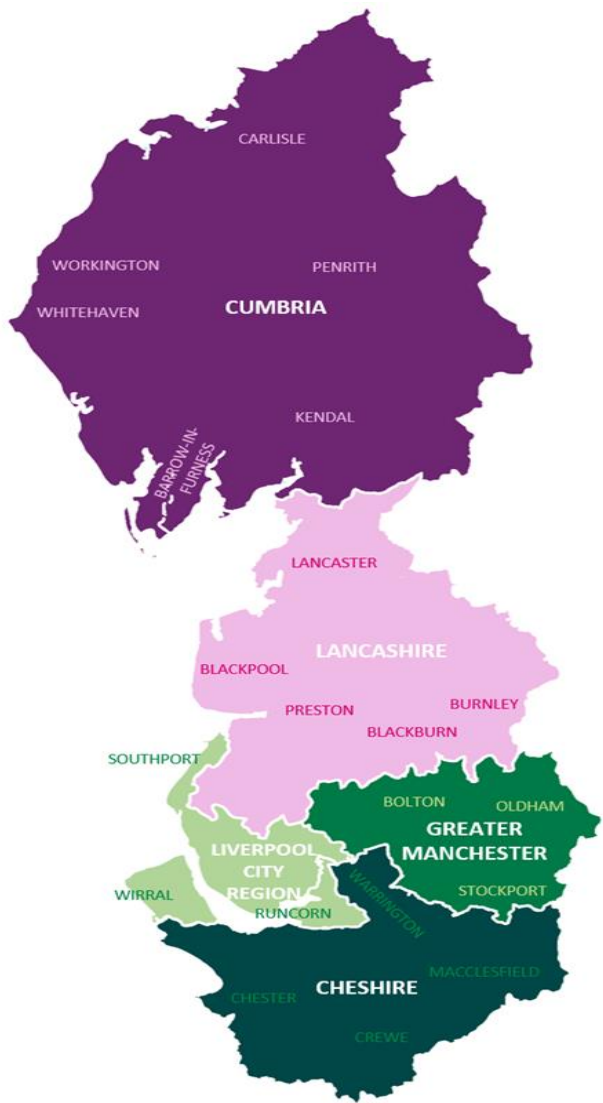 CARLISLE
WORKINGTON
PENRITH
CUMBRIA
WHITEHAVEN
KENDAL
BARROW-IN-
FURNESS
LANCASTER
LANCASHIRE
BLACKPOOL
BURNLEY
PRESTON
BLACKBURN
SOUTHPORT
BOLTON
OLDHAM
GREATER
MANCHESTER
LIVERPOOL
CITY
REGION
STOCKPORT
WIRRAL
RUNCORN
WARRINGTON
MACCLESFIELD
CHESHIRE
CHESTER
CREWE